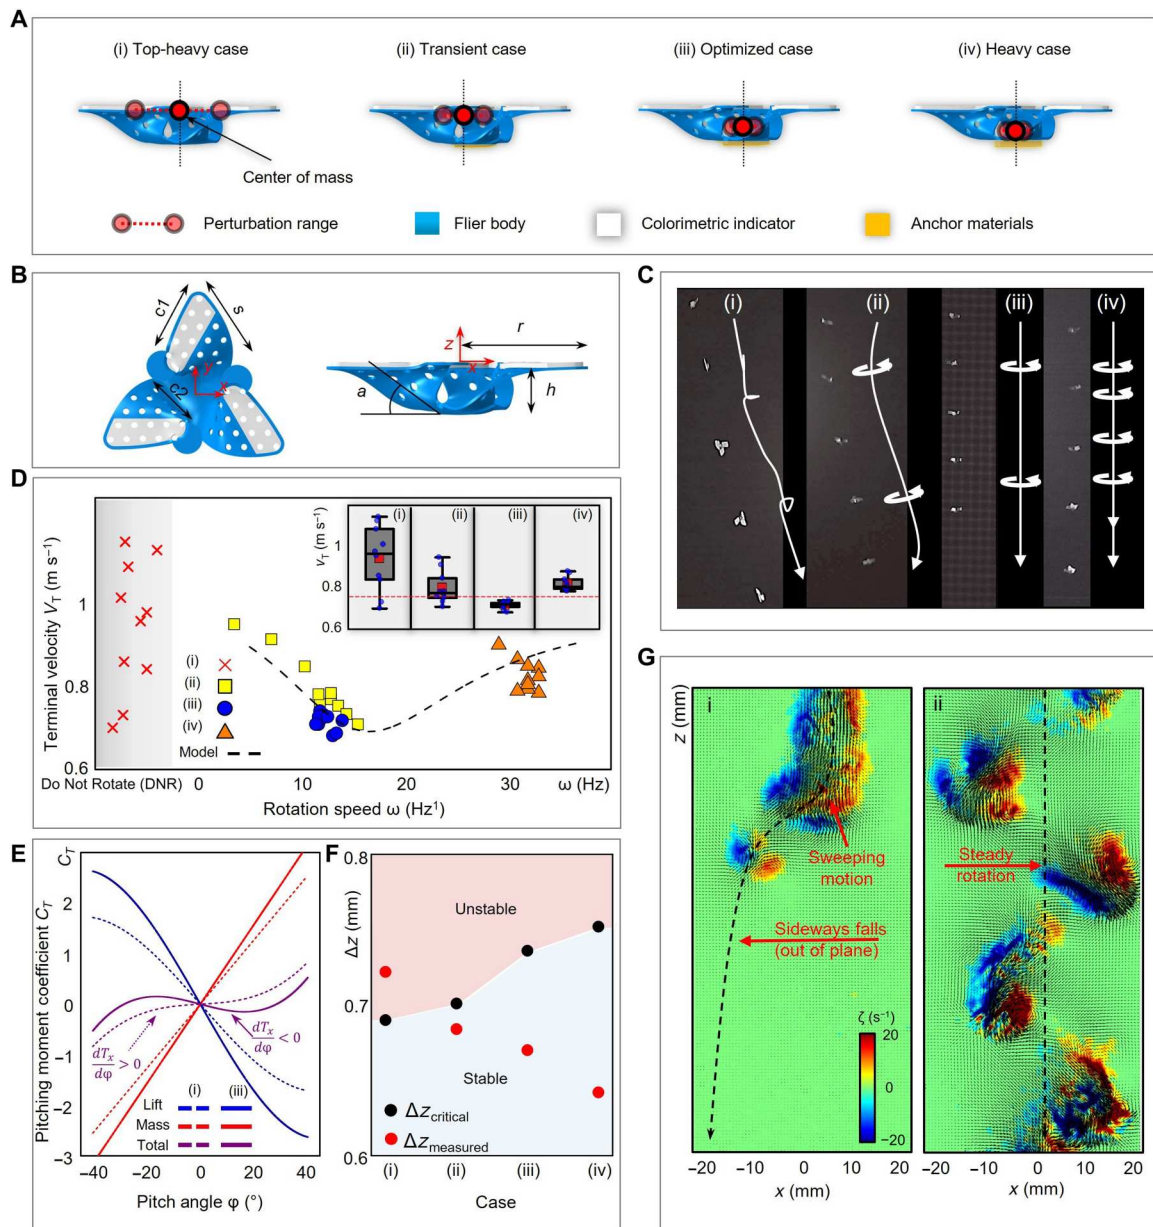 A
(i) Top-heavy case
(ii) Transient case
(iii) Optimized case
(iv) Heavy case
Center of mass
Perturbation range
Flier body
Colorimetric indicator
Anchor materials
B
c1
s
y
x
c2
z
r
x
a
h
C
(i)
(ii)
(iii)
(iv)
D
Terminal velocity V_T (m s⁻¹)
1
0.8
0.6
(i)
(ii)
(iii)
(iv)
Model
v_T (m s⁻¹)
1
0.8
0.6
(i)
(ii)
(iii)
(iv)
Do Not Rotate (DNR)
0
10
20
30
ω (Hz)
Rotation speed ω (Hz¹)
E
C_T
Pitching moment coefficient C_T
2
1
0
−1
−2
−3
dT_x/dφ > 0
dT_x/dφ < 0
(i)
(iii)
Lift
Mass
Total
−40
−20
0
20
40
Pitch angle φ (°)
F
Δz (mm)
0.8
0.7
0.6
Unstable
Stable
Δz_critical
Δz_measured
(i)
(ii)
(iii)
(iv)
Case
G
z (mm)
i
Sweeping
motion
Sideways falls
(out of plane)
ζ (s⁻¹)
20
0
−20
−20
−10
0
10
20
x (mm)
ii
Steady
rotation
−20
−10
0
10
20
x (mm)